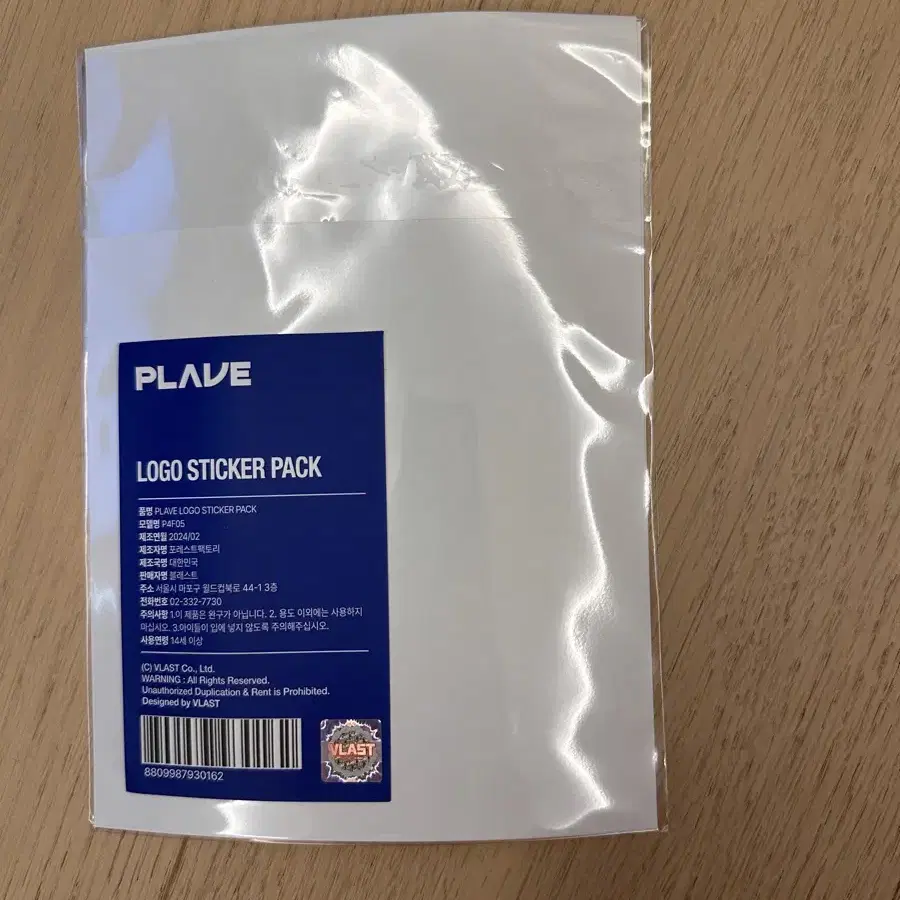 PLAVE
LOGO STICKER PACK
품명 PLAVE LOGO STICKER PACK
모델명 P4F05
제조연월 2024/02
제조자명 포레스트팩토리
제조국명 대한민국
판매자명 블래스트
주소 서울시 마포구 월드컵북로 44-1 3층
전화번호 02-332-7730
주의사항 1.이 제품은 완구가 아닙니다. 2. 용도 이외에는 사용하지
마십시오. 3.아이들이 입에 넣지 않도록 주의해주십시오.
사용연령 14세 이상
(C) VLAST Co., Ltd.
WARNING : All Rights Reserved.
Unauthorized Duplication & Rent is Prohibited.
Designed by VLAST
8809987930162
VLAST